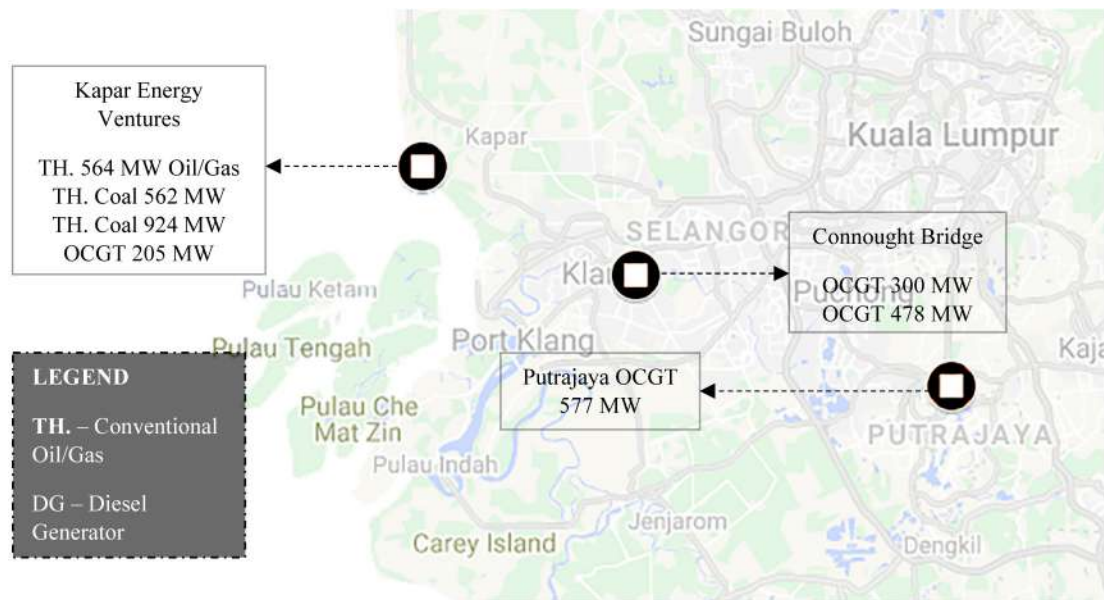 Sungai Buloh
Kapar Energy
Ventures
TH. 564 MW Oil/Gas
TH. Coal 562 MW
TH. Coal 924 MW
OCGT 205 MW
Kapar
Kuala Lumpur
SELANGOR
Connought Bridge
OCGT 300 MW
OCGT 478 MW
Klan
Puchong
Pulau Ketam
Port Klang
Pulau Tengah
Kaja
LEGEND
TH. – Conventional
Oil/Gas
DG – Diesel
Generator
Putrajaya OCGT
577 MW
Pulau Che
Mat Zin
PUTRAJAYA
Pulau Indah
Jenjarom
Carey Island
Dengkil